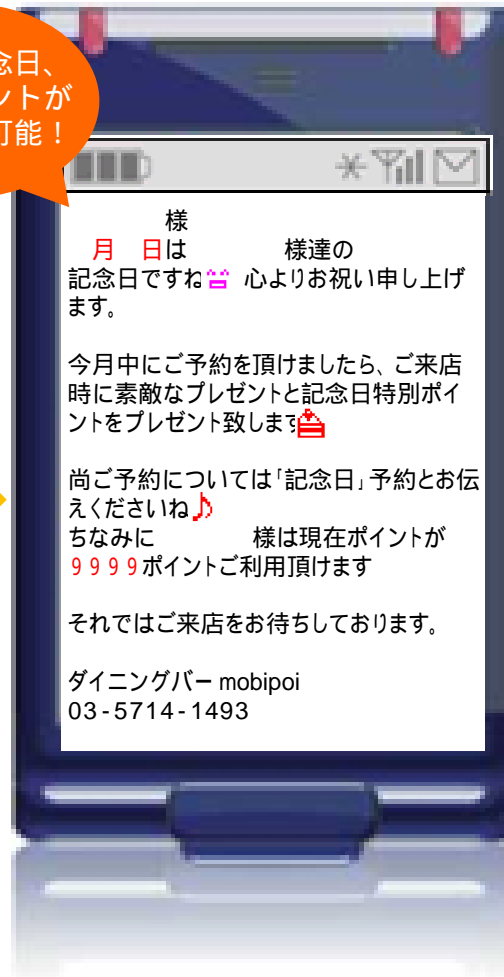 念日、
ントが
可能！
様
月 日は 様達の
記念日ですね 心よりお祝い申し上げ
ます。
今月中にご予約を頂けましたら、ご来店
時に素敵なプレゼントと記念日特別ポイ
ントをプレゼント致します
尚ご予約については「記念日」予約とお伝
えくださいね♪
ちなみに 様は現在ポイントが
9999ポイントご利用頂けます
それではご来店をお待ちしております。
ダイニングバー mobipoi
03-5714-1493